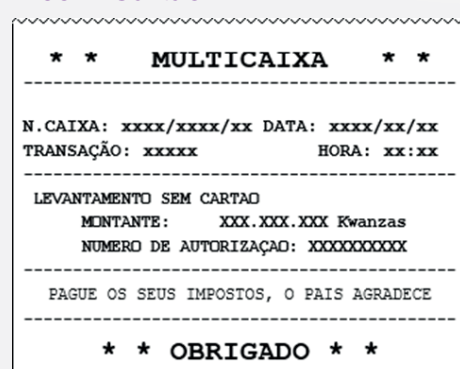 * * MULTICAIXA * *
N.CAIXA: xxxx/xxxx/xx DATA: xxxx/xx/xx
TRANSAÇÃO: xxxxx HORA: xx:xx
LEVANTAMENTO SEM CARTAO
MONTANTE: XXX.XXX.XXX Kwanzas
NUMERO DE AUTORIZAÇAO: XXXXXXXXXX
PAGUE OS SEUS IMPOSTOS, O PAIS AGRADECE
* * OBRIGADO * *